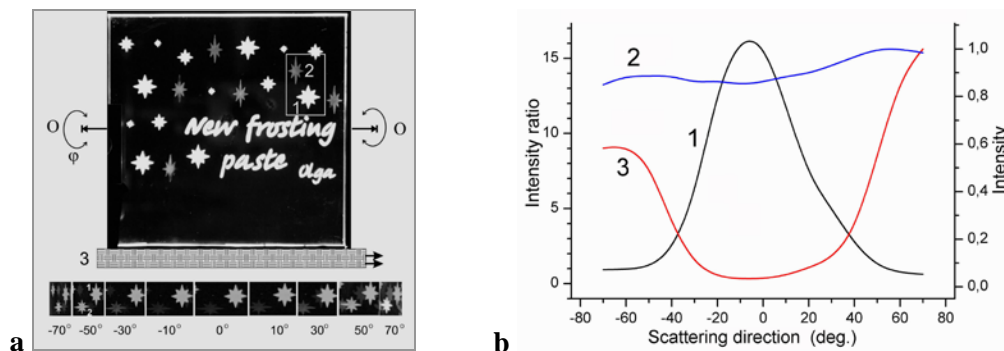 2
1
New frosting
paste Olga
O O
φ
3
1
2
-70° -50° -30° -10° 0° 10° 30° 50° 70°
a
Intensity ratio
15
10
5
0
2
1
3
1,0
0,8
0,6
0,4
0,2
0,0
Intensity
-80 -60 -40 -20 0 20 40 60 80
Scattering direction (deg.)
b